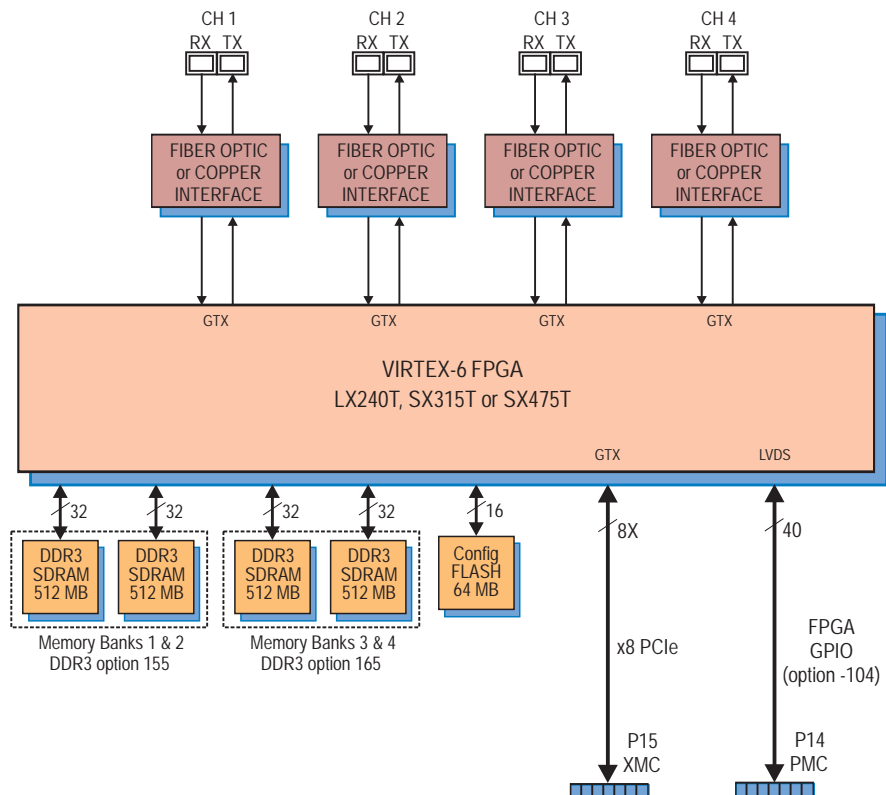 CH 1 CH 2 CH 3 CH 4
RX TX RX TX RX TX RX TX
FIBER OPTIC
or COPPER
INTERFACE
FIBER OPTIC
or COPPER
INTERFACE
FIBER OPTIC
or COPPER
INTERFACE
FIBER OPTIC
or COPPER
INTERFACE
GTX GTX GTX GTX
VIRTEX-6 FPGA
LX240T, SX315T or SX475T
GTX LVDS
32 32 32 32 16 8X 40
DDR3
SDRAM
512 MB
DDR3
SDRAM
512 MB
DDR3
SDRAM
512 MB
DDR3
SDRAM
512 MB
Config
FLASH
64 MB
Memory Banks 1 & 2
DDR3 option 155
Memory Banks 3 & 4
DDR3 option 165
x8 PCIe
FPGA
GPIO
(option -104)
P15
XMC
P14
PMC